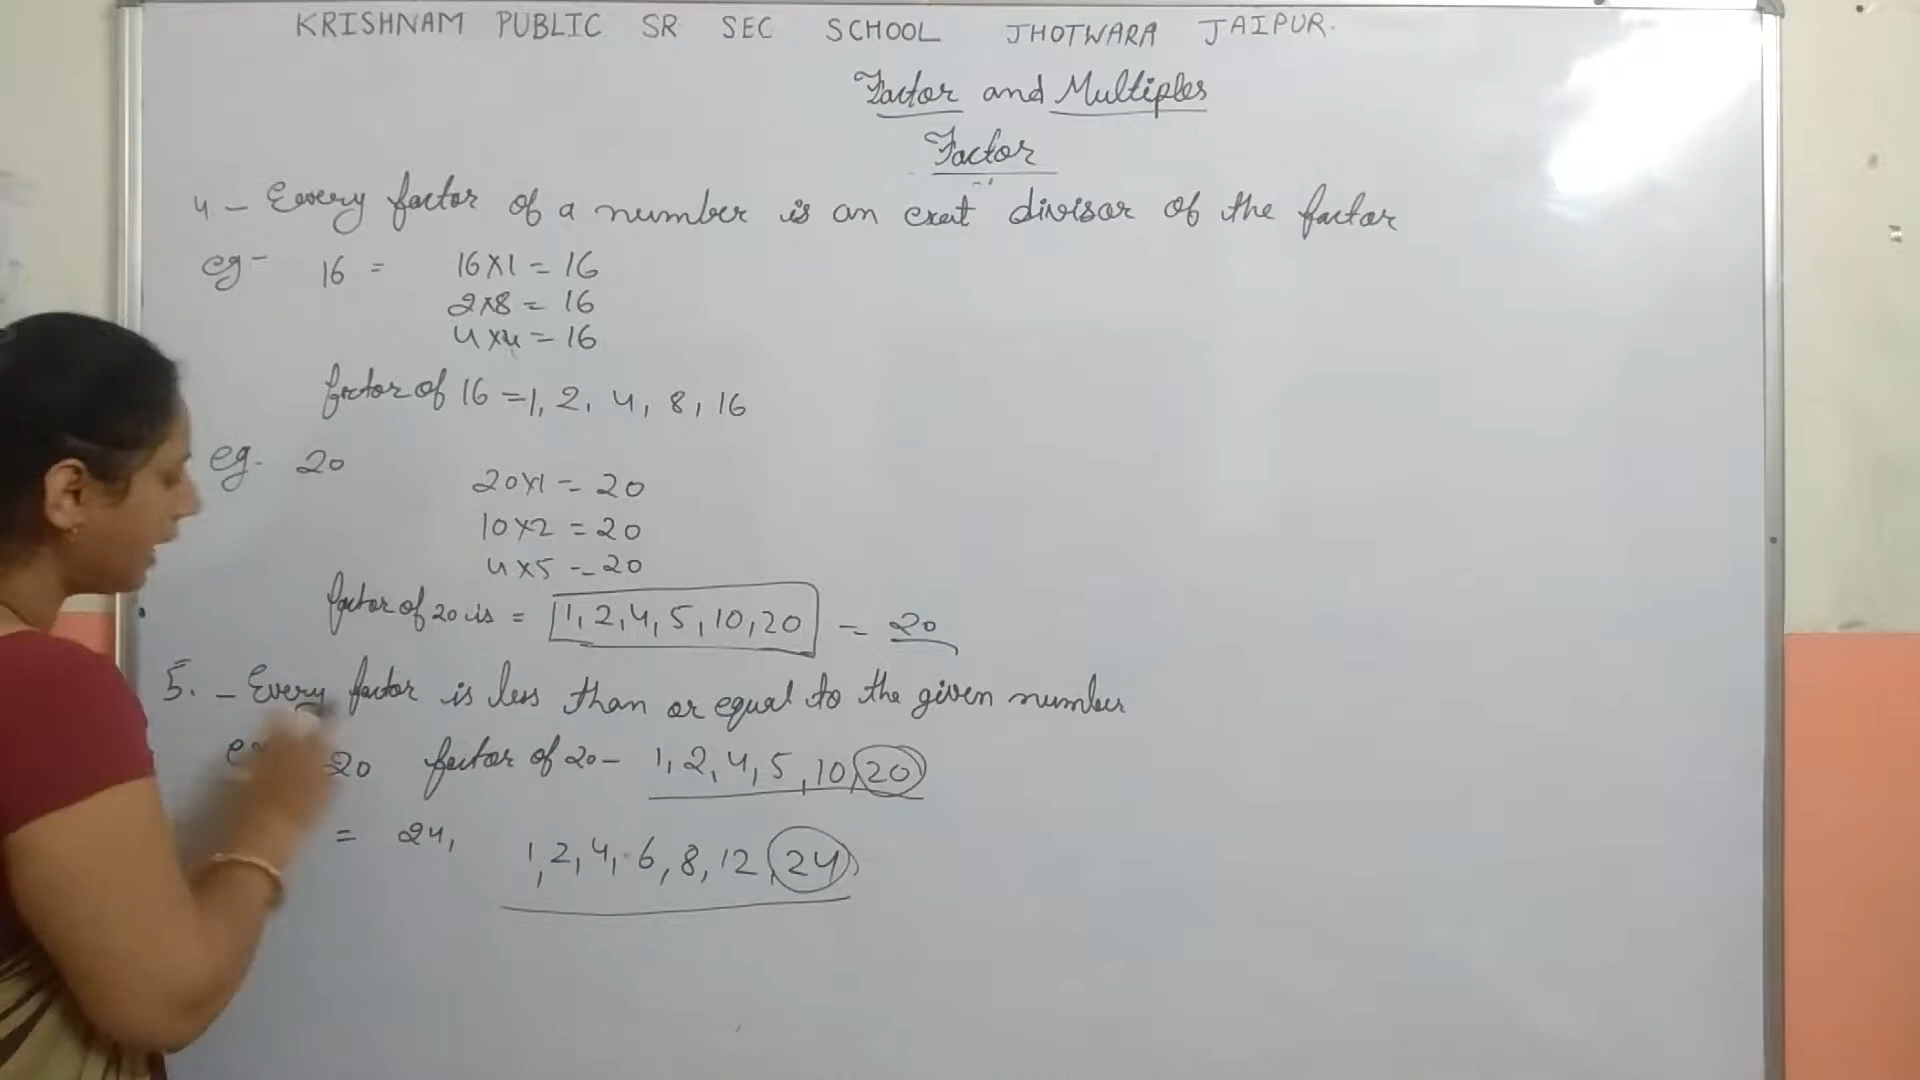 KRISHNAM PUBLIC SR SEC SCHOOL JHOTWARA JAIPUR.
Factor and Multiples
Factor
4 - Every factor of a number is an exat divisor of the factor
eg- 16 = 16x1 = 16
2x8 = 16
4x4 = 16
factor of 16 = 1, 2, 4, 8, 16
eg. 20
20x1 = 20
10x2 = 20
4x5 = 20
factor of 20 is = 1, 2, 4, 5, 10, 20 = 20
5. - Every factor is less than or equal to the given number
20 factor of 20 - 1, 2, 4, 5, 10, 20
= 24, 1, 2, 4, 6, 8, 12, 24